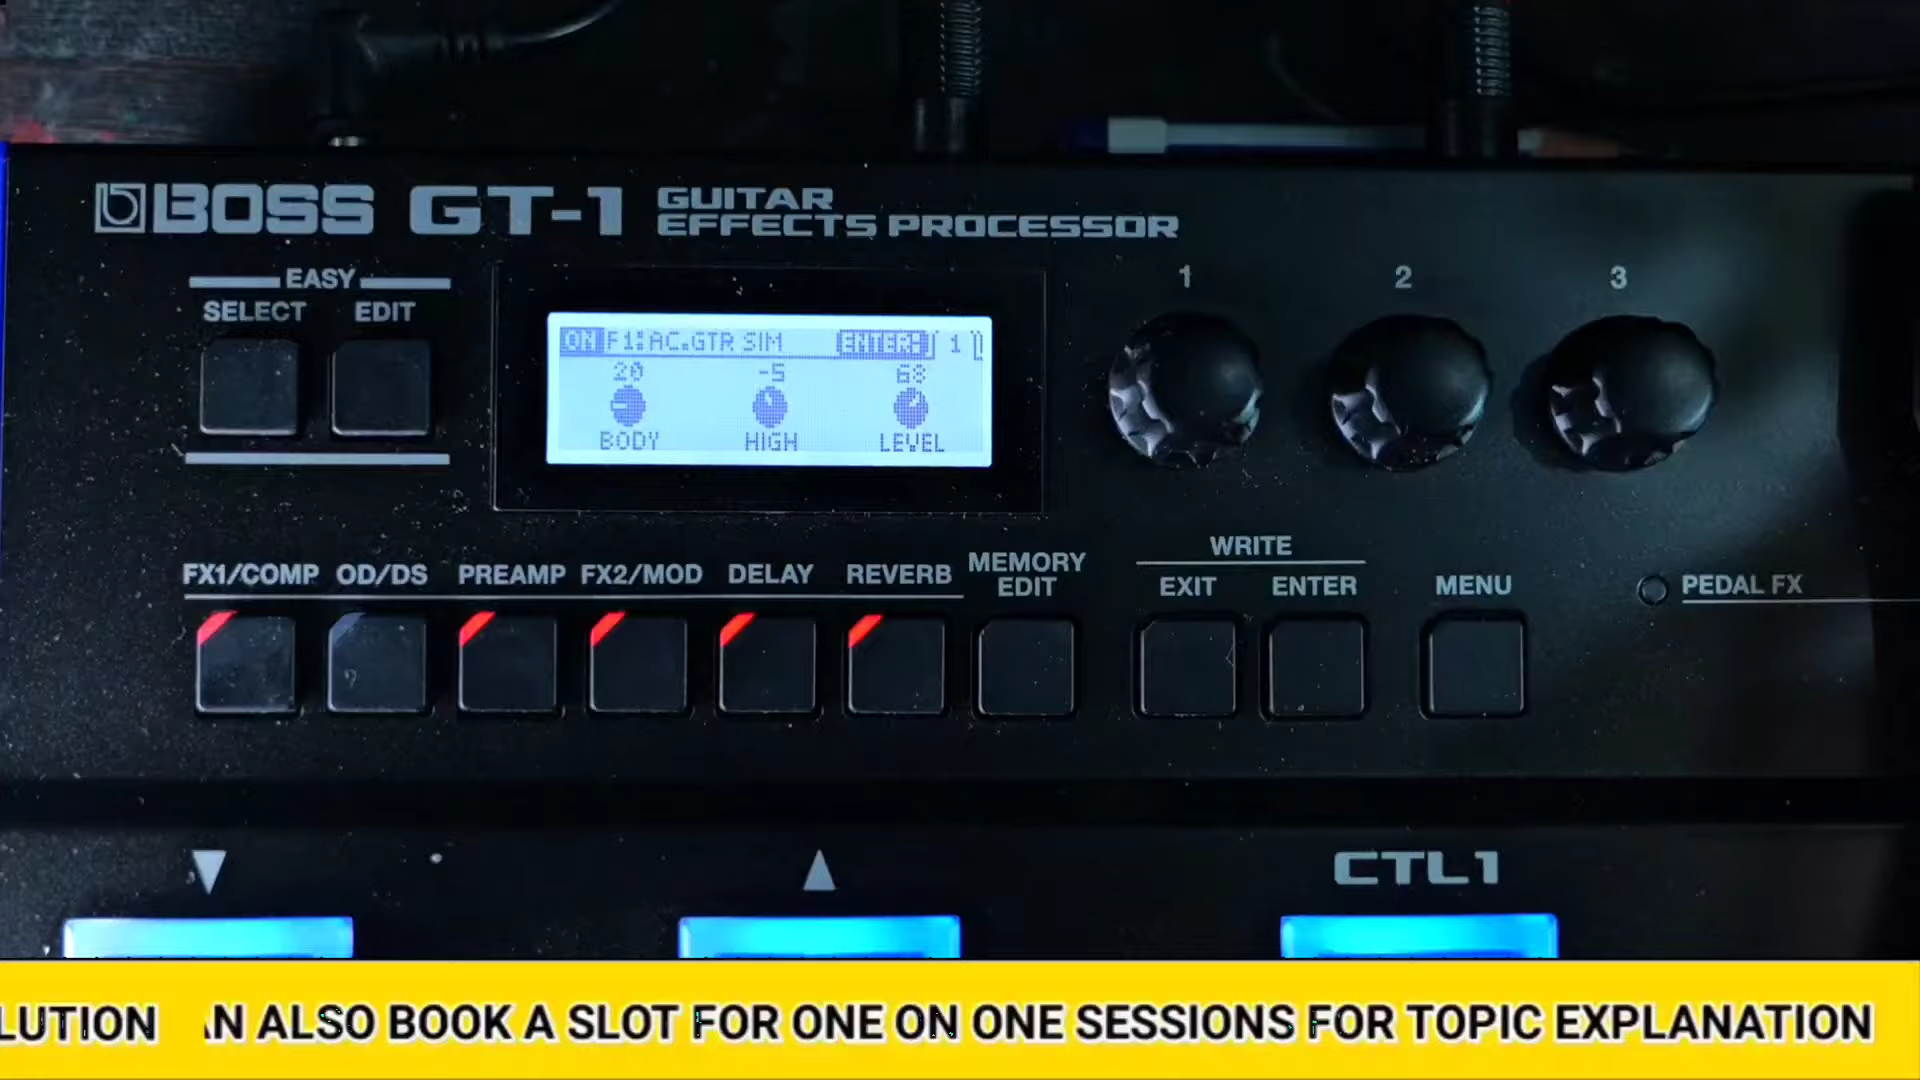 BOSS GT-1 GUITAR EFFECTS PROCESSOR
EASY
SELECT EDIT
1 2 3
ON F1:AC.GTR SIM ENTER 1
20 -5 68
BODY HIGH LEVEL
FX1/COMP OD/DS PREAMP FX2/MOD DELAY REVERB MEMORY EDIT
WRITE
EXIT ENTER MENU
PEDAL FX
▼ ▲ CTL1
LUTION AN ALSO BOOK A SLOT FOR ONE ON ONE SESSIONS FOR TOPIC EXPLANATION